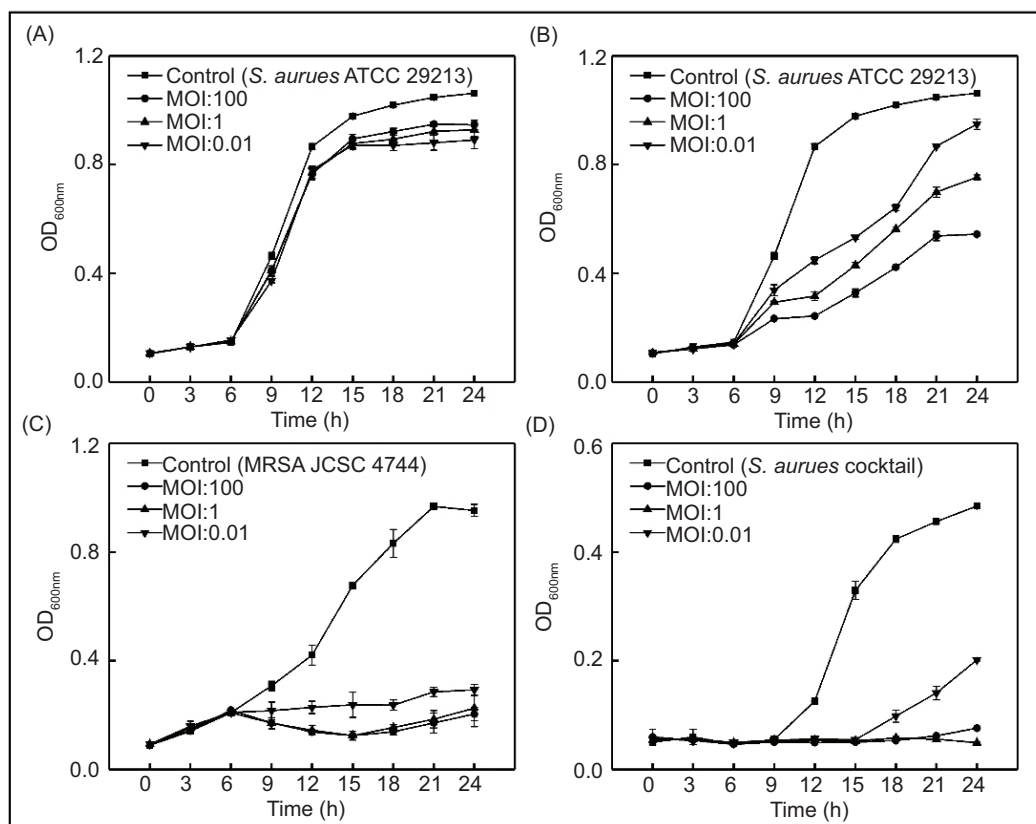 (A)
1.2
0.8
0.4
0.0
OD600nm
Control (S. aurues ATCC 29213)
MOI:100
MOI:1
MOI:0.01
0 3 6 9 12 15 18 21 24
Time (h)
(B)
1.2
0.8
0.4
0.0
OD600nm
Control (S. aurues ATCC 29213)
MOI:100
MOI:1
MOI:0.01
0 3 6 9 12 15 18 21 24
Time (h)
(C)
1.2
0.8
0.4
0.0
OD600nm
Control (MRSA JCSC 4744)
MOI:100
MOI:1
MOI:0.01
0 3 6 9 12 15 18 21 24
Time (h)
(D)
0.6
0.4
0.2
0.0
OD600nm
Control (S. aurues cocktail)
MOI:100
MOI:1
MOI:0.01
0 3 6 9 12 15 18 21 24
Time (h)